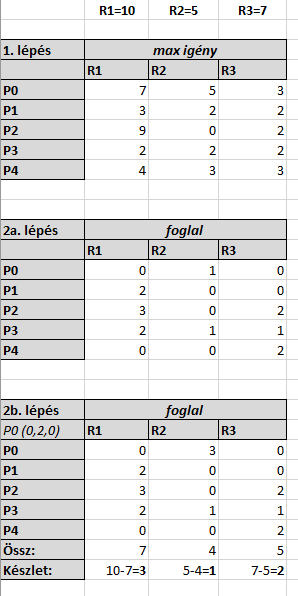 R1=10 R2=5 R3=7
1. lépés max igény
R1 R2 R3
P0 7 5 3
P1 3 2 2
P2 9 0 2
P3 2 2 2
P4 4 3 3
2a. lépés foglal
R1 R2 R3
P0 0 1 0
P1 2 0 0
P2 3 0 2
P3 2 1 1
P4 0 0 2
2b. lépés foglal
P0 (0,2,0) R1 R2 R3
P0 0 3 0
P1 2 0 0
P2 3 0 2
P3 2 1 1
P4 0 0 2
Össz: 7 4 5
Készlet: 10-7=3 5-4=1 7-5=2